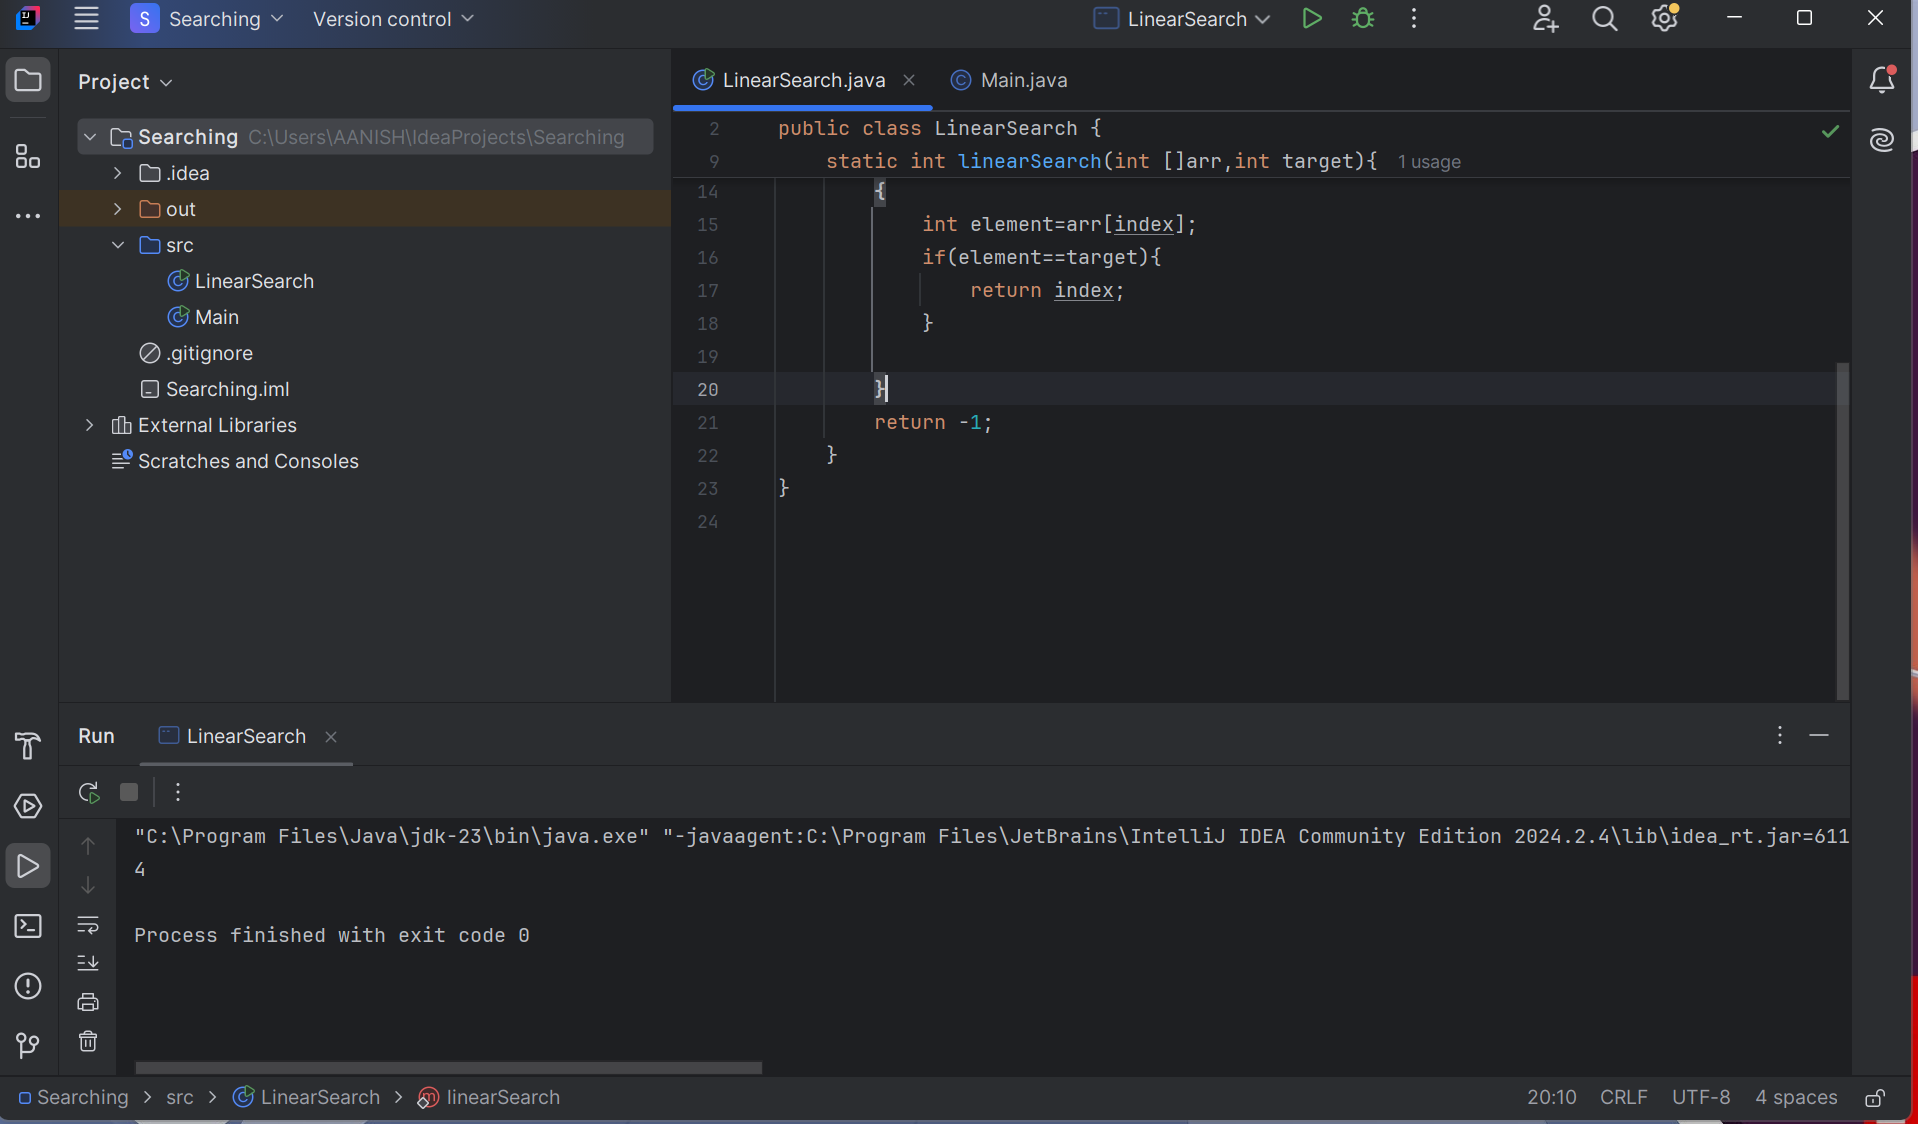 S Searching Version control LinearSearch
Project
Searching C:\Users\AANISH\IdeaProjects\Searching
.idea
out
src
LinearSearch
Main
.gitignore
Searching.iml
External Libraries
Scratches and Consoles
LinearSearch.java Main.java
2 public class LinearSearch {
9 static int linearSearch(int []arr,int target){ 1 usage
14 {
15 int element=arr[index];
16 if(element==target){
17 return index;
18 }
19
20 }
21 return -1;
22 }
23 }
24
Run LinearSearch
"C:\Program Files\Java\jdk-23\bin\java.exe" "-javaagent:C:\Program Files\JetBrains\IntelliJ IDEA Community Edition 2024.2.4\lib\idea_rt.jar=611
4
Process finished with exit code 0
Searching > src > LinearSearch > linearSearch 20:10 CRLF UTF-8 4 spaces